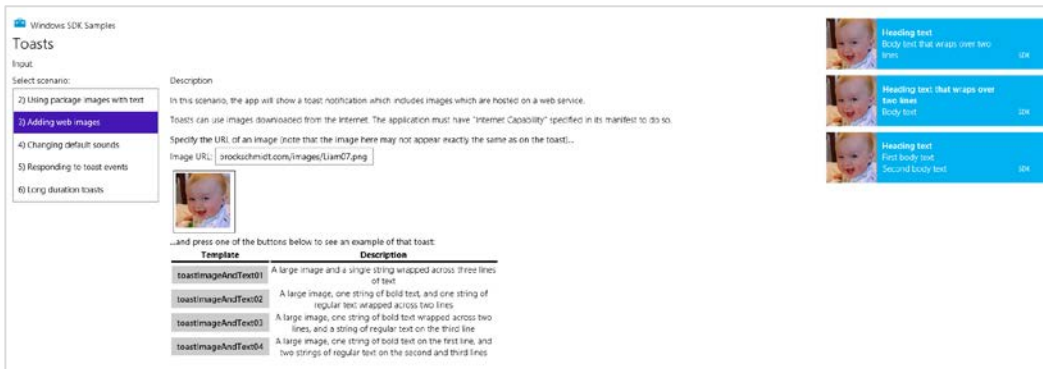 Windows SDK Samples
Toasts
Input
Select scenario:
2) Using package images with text
3) Adding web images
4) Changing default sounds
5) Responding to toast events
6) Long duration toasts
Description
In this scenario, the app will show a toast notification which includes images which are hosted on a web service.
Toasts can use images downloaded from the Internet. The application must have "Internet Capability" specified in its manifest to do so.
Specify the URL of an image (note that the image here may not appear exactly the same as on the toast)...
Image URL: brockschmidt.com/images/Liam07.png
...and press one of the buttons below to see an example of that toast:
Template Description
toastImageAndText01 A large image and a single string wrapped across three lines
of text
toastImageAndText02 A large image, one string of bold text, and one string of
regular text wrapped across two lines
toastImageAndText03 A large image, one string of bold text wrapped across two
lines, and a string of regular text on the third line
toastImageAndText04 A large image, one string of bold text on the first line, and
two strings of regular text on the second and third lines
Heading text
Body text that wraps over two
lines SDK
Heading text that wraps over
two lines
Body text SDK
Heading text
First body text
Second body text SDK